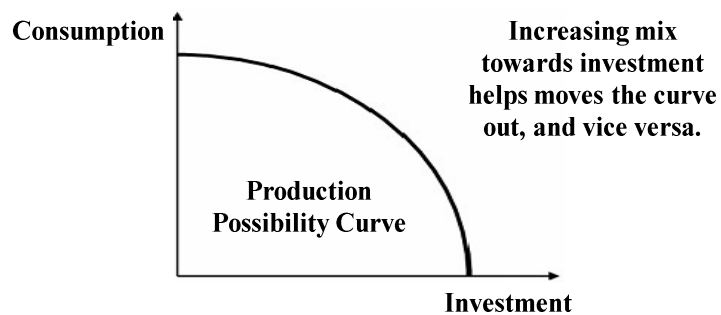 Consumption
Increasing mix
towards investment
helps moves the curve
out, and vice versa.
Production
Possibility Curve
Investment